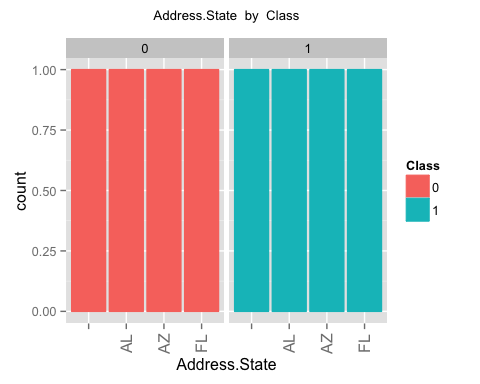 Address.State by Class
0
1
1.00
0.75
0.50
0.25
0.00
count
AL
AZ
FL
AL
AZ
FL
Address.State
Class
0
1